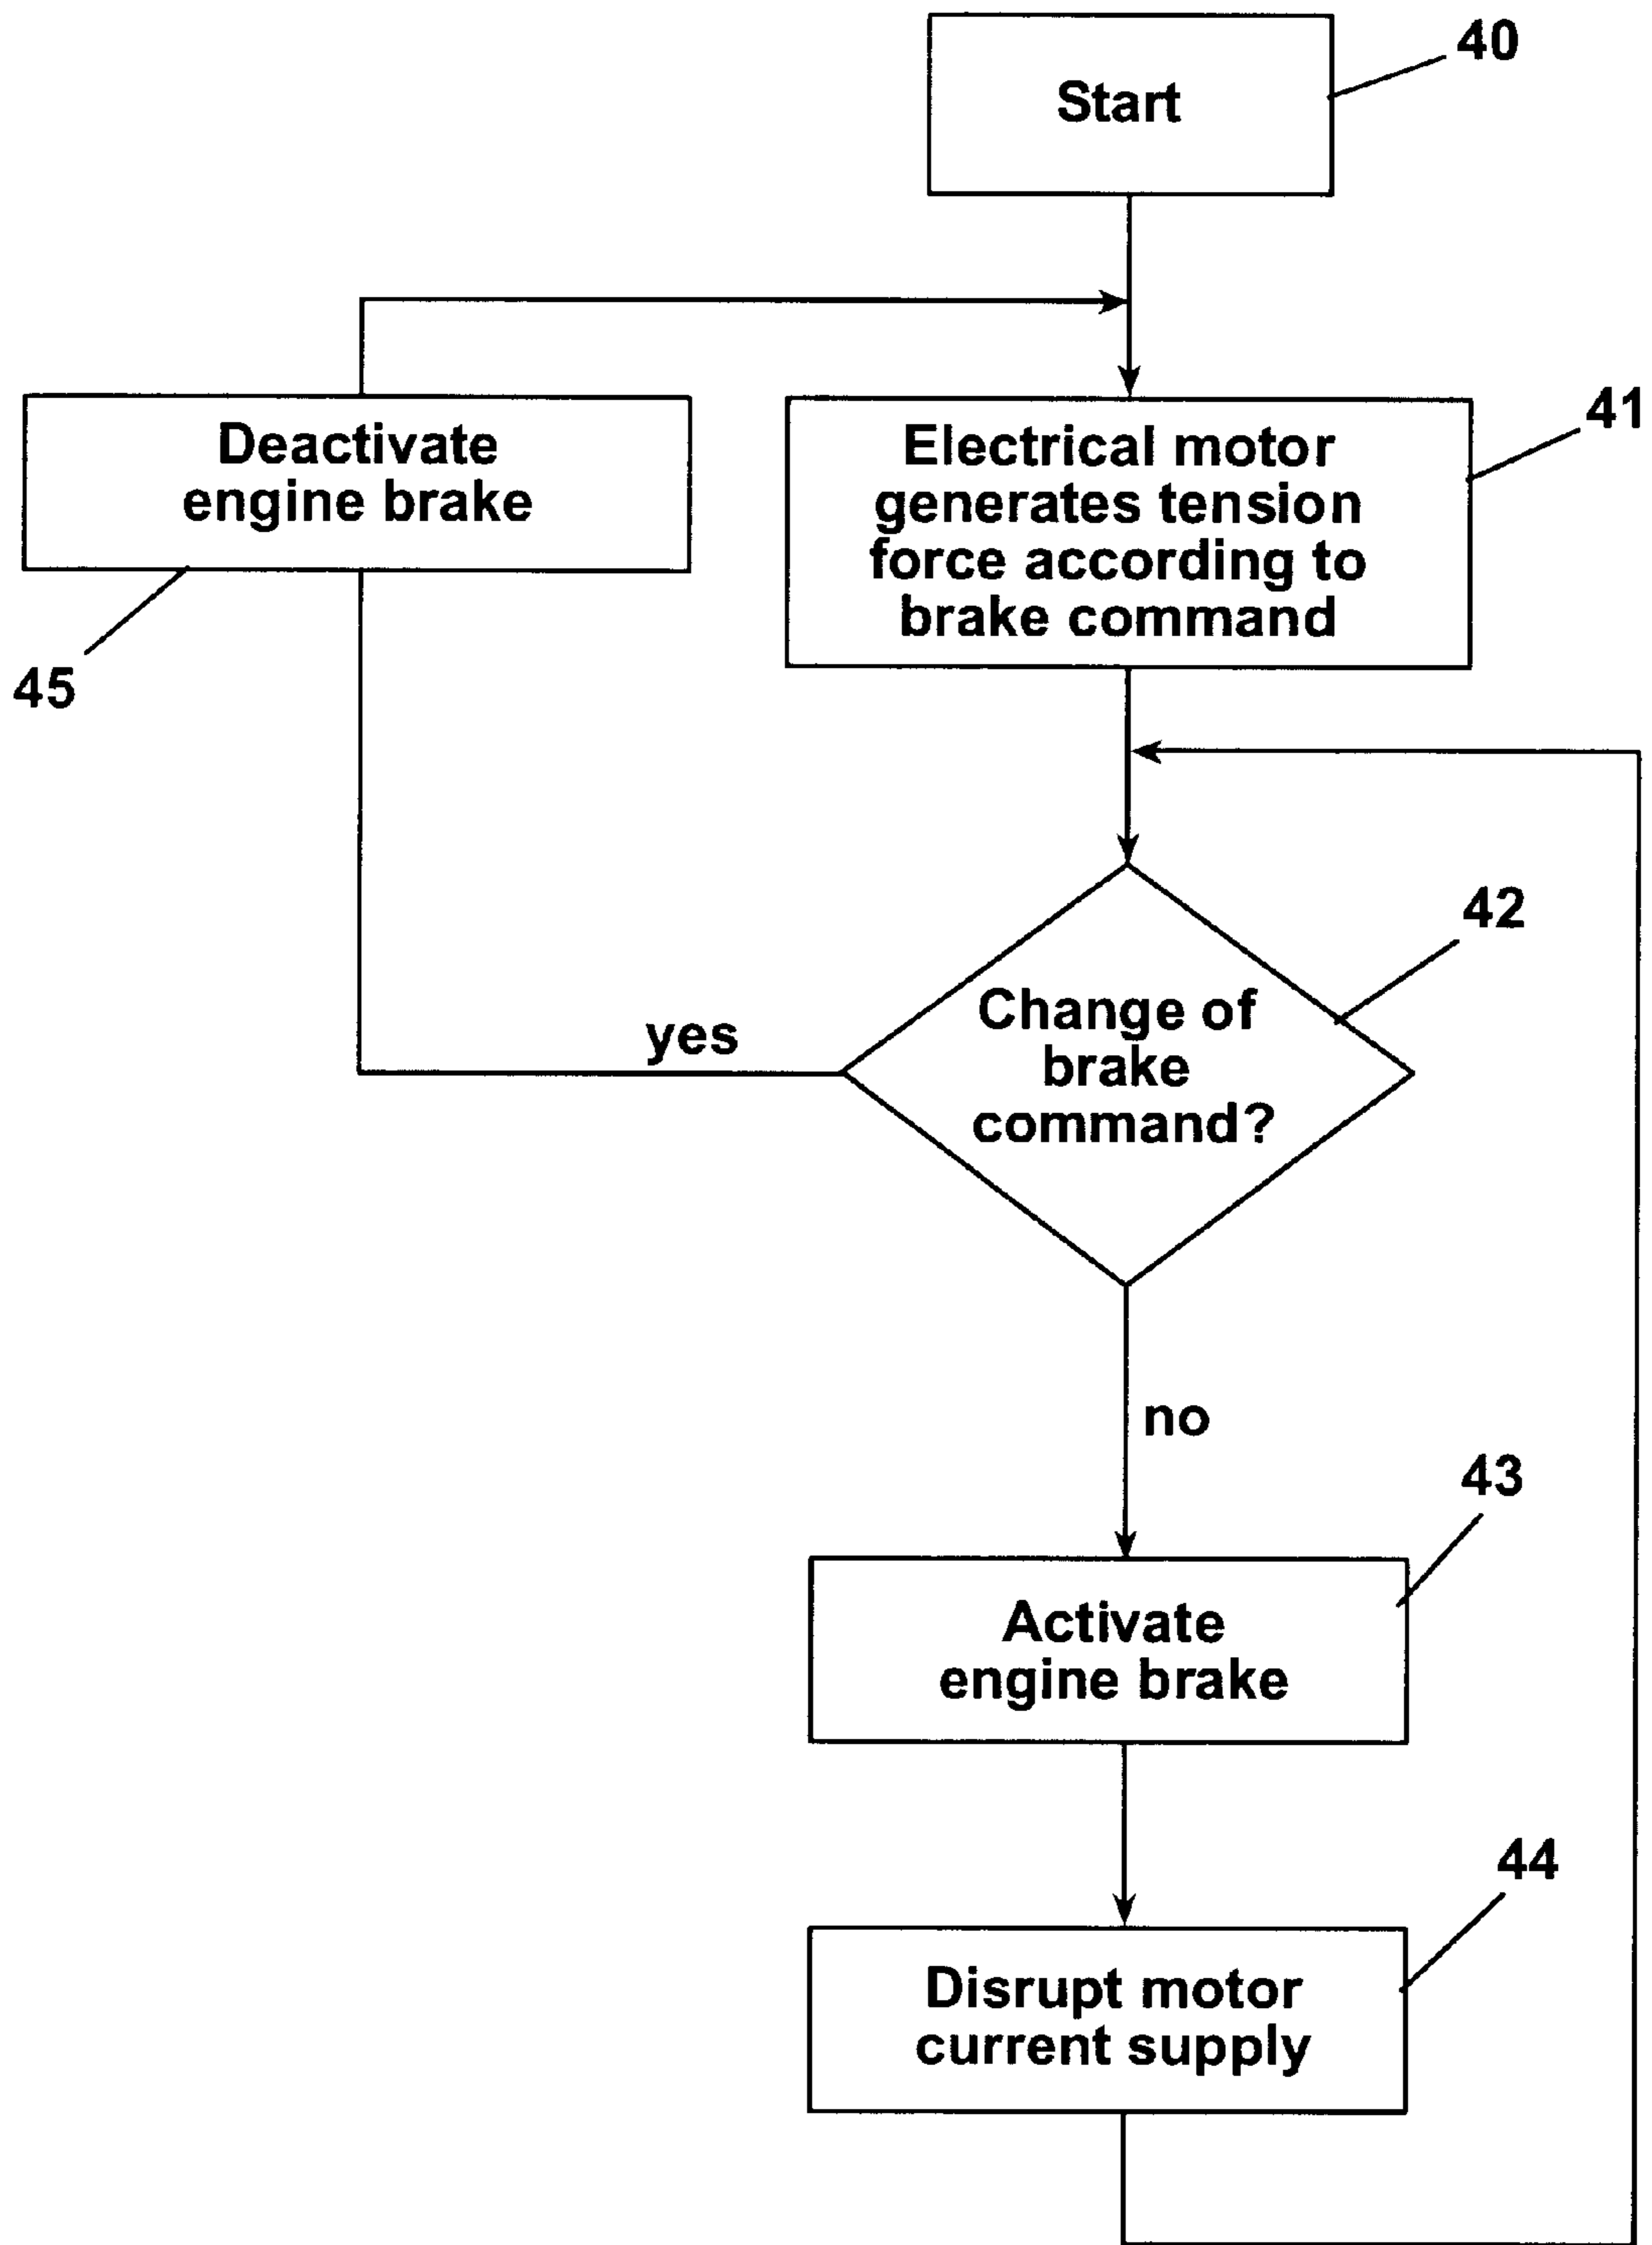 40
Start
41
Electrical motor
generates tension
force according to
brake command
Deactivate
engine brake
45
42
Change of
brake
command?
yes
no
43
Activate
engine brake
44
Disrupt motor
current supply